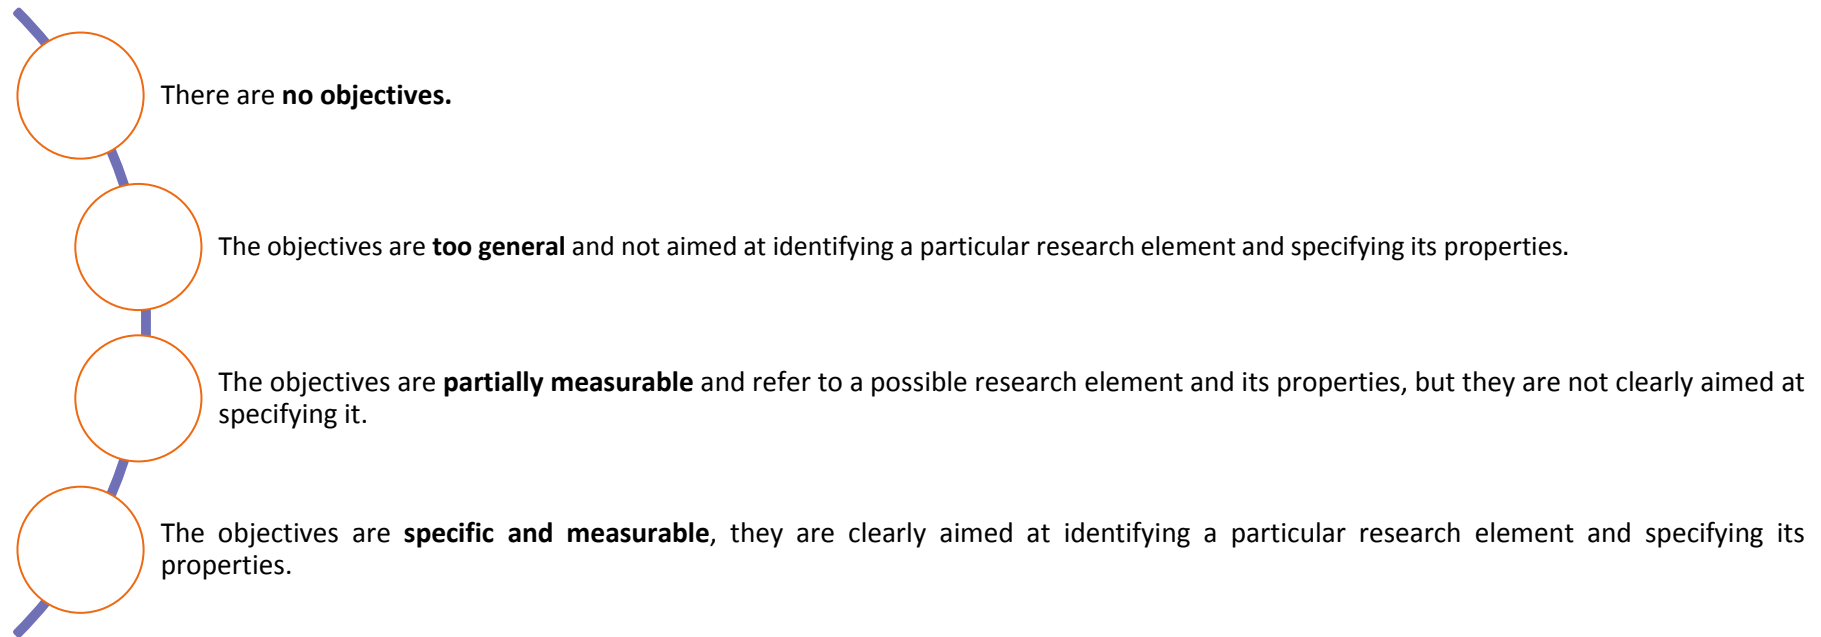 There are no objectives.
The objectives are too general and not aimed at identifying a particular research element and specifying its properties.
The objectives are partially measurable and refer to a possible research element and its properties, but they are not clearly aimed at
specifying it.
The objectives are specific and measurable, they are clearly aimed at identifying a particular research element and specifying its
properties.